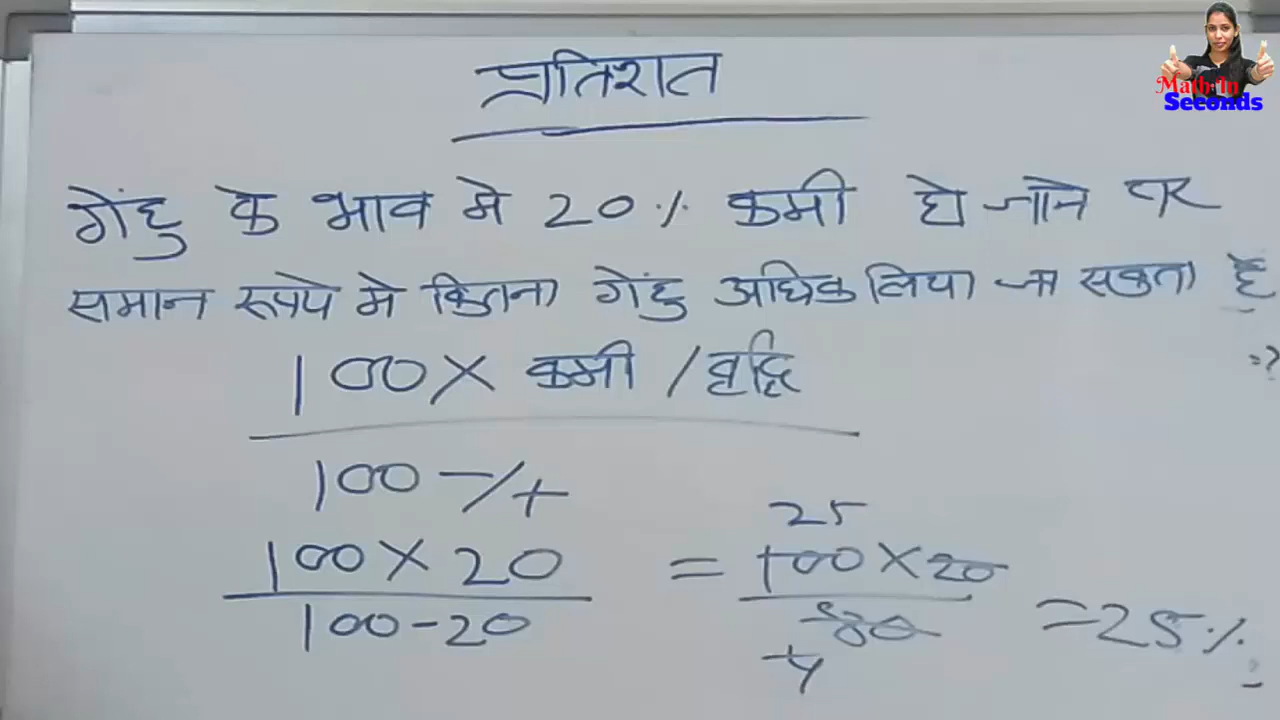 Math In
Seconds
प्रतिशत
गेंहु के भाव मे 20% कमी हो जाने पर
समान रूपये मे कितना गेंहु अधिक लिया जा सकता है
=?
100 × कमी / वृद्धि
100 -/+
25
100 × 20 = 100 × 20 = 25%
100 - 20 80
4